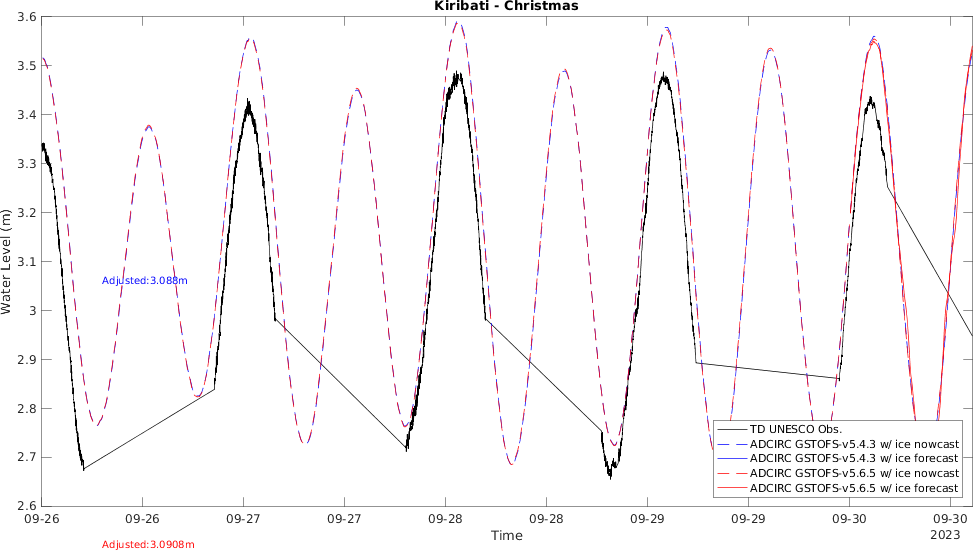 Kiribati - Christmas
3.6
3.5
3.4
3.3
3.2
3.1
3
2.9
2.8
2.7
2.6
Water Level (m)
Adjusted:3.088m
TD UNESCO Obs.
ADCIRC GSTOFS-v5.4.3 w/ ice nowcast
ADCIRC GSTOFS-v5.4.3 w/ ice forecast
ADCIRC GSTOFS-v5.6.5 w/ ice nowcast
ADCIRC GSTOFS-v5.6.5 w/ ice forecast
09-26 09-26 09-27 09-27 09-28 09-28 09-29 09-29 09-30 09-30
2023
Time
Adjusted:3.0908m